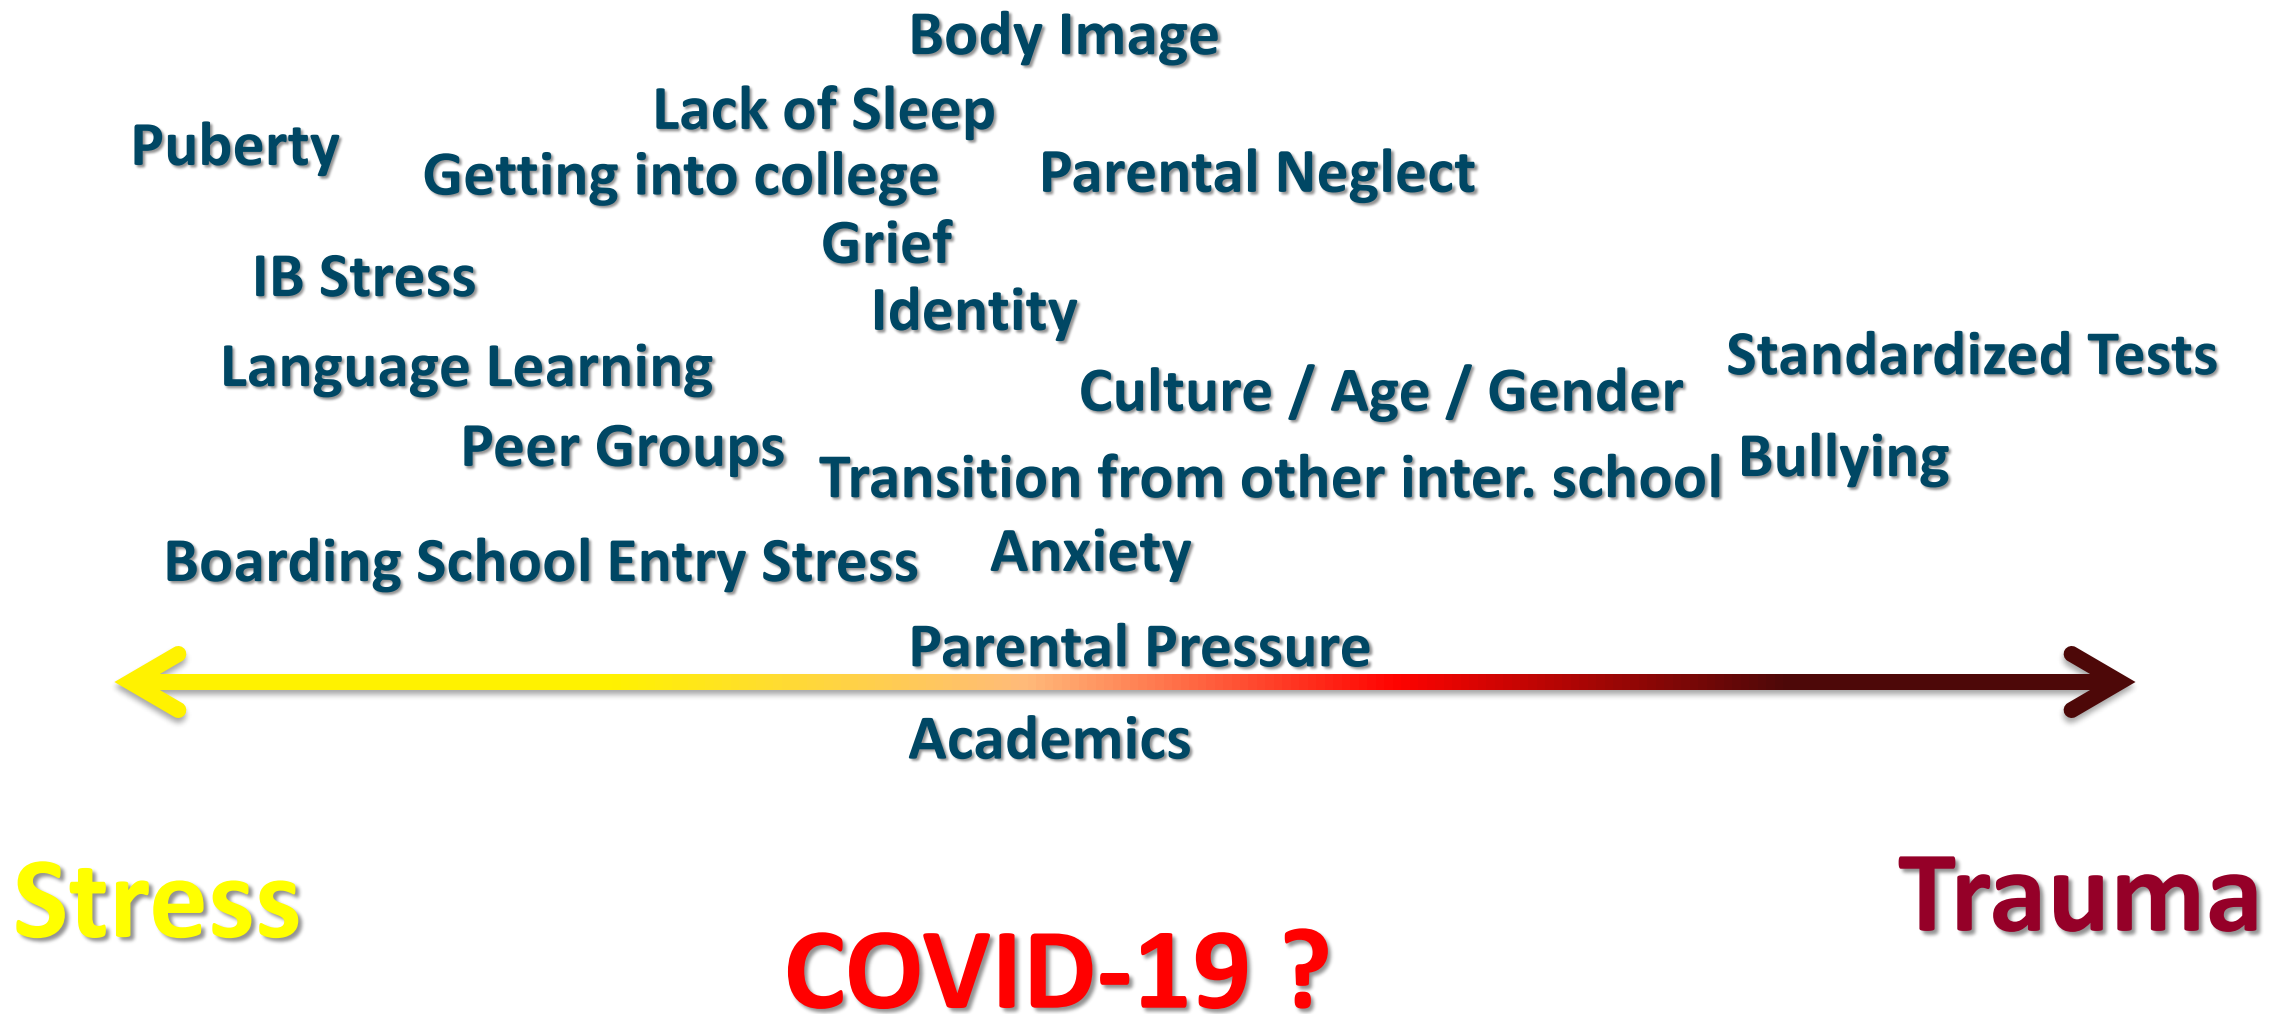 Body Image
Lack of Sleep
Puberty
Getting into college
Parental Neglect
Grief
IB Stress
Identity
Standardized Tests
Language Learning
Culture / Age / Gender
Peer Groups
Transition from other inter. school
Bullying
Boarding School Entry Stress
Anxiety
Parental Pressure
Academics
Stress
Trauma
COVID-19 ?